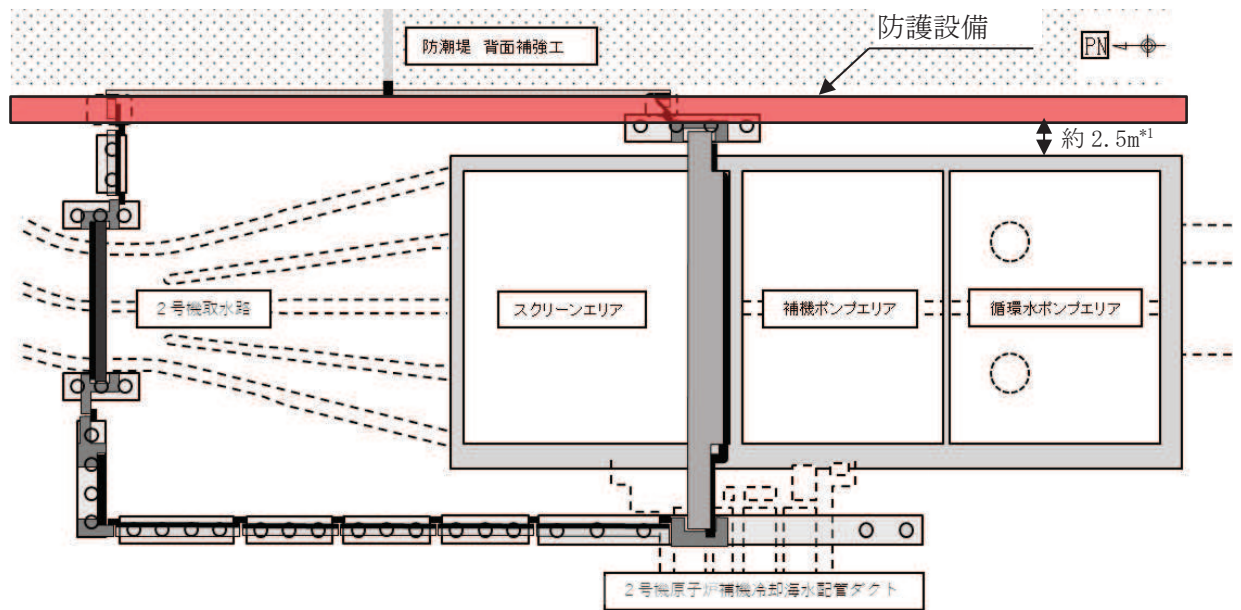 防護設備
防潮堤 背面補強工
PN
約 2.5m*1
2号機取水路
スクリーンエリア
補機ポンプエリア
循環水ポンプエリア
2号機原子炉補機冷却海水配管ダクト